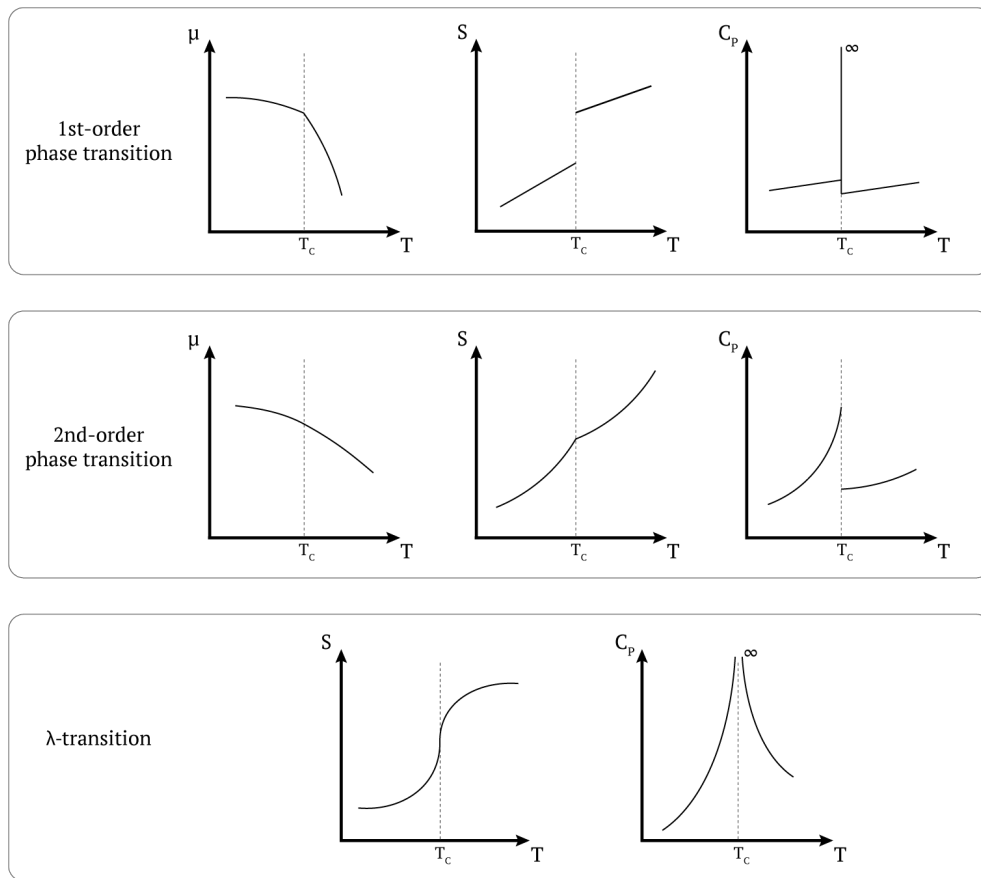 μ
S
C_P
∞
1st-order
phase transition
T_C
T
T_C
T
T_C
T
μ
S
C_P
2nd-order
phase transition
T_C
T
T_C
T
T_C
T
S
C_P
∞
λ-transition
T_C
T
T_C
T